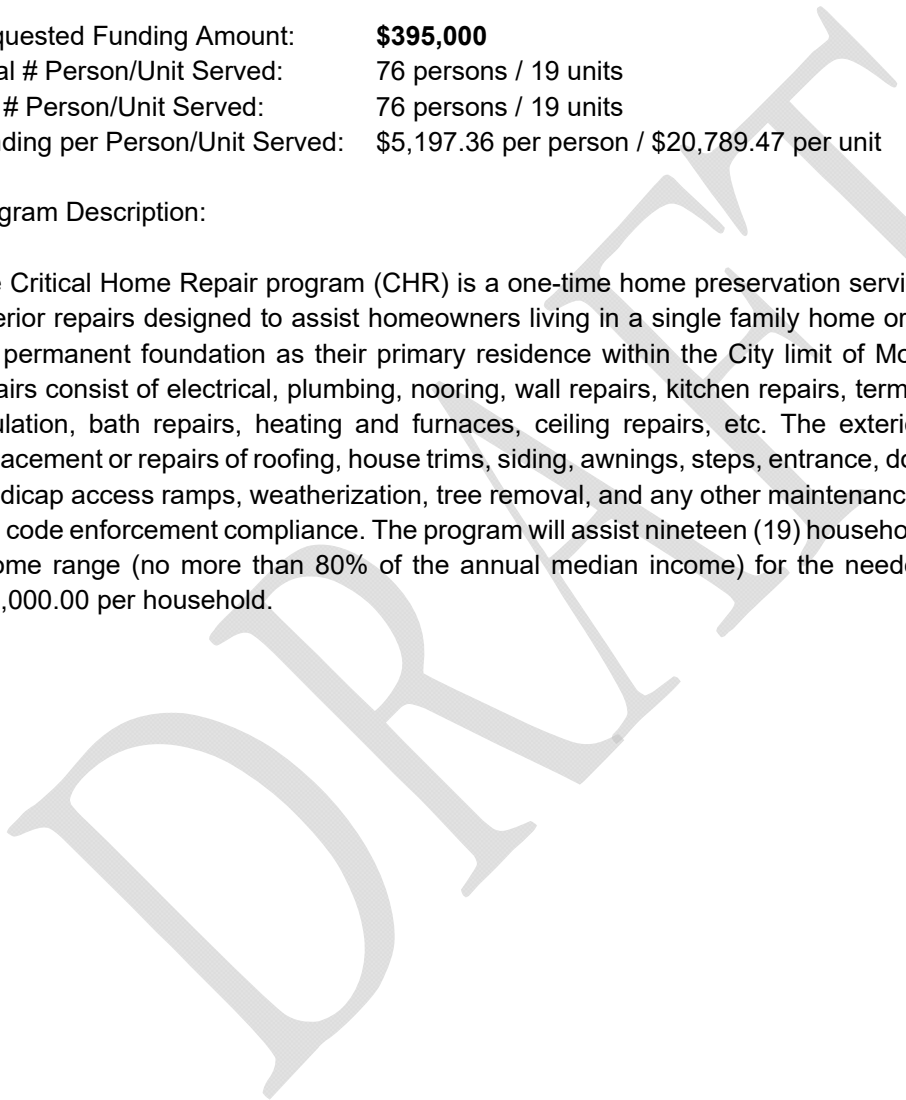 quested Funding Amount: $395,000
al # Person/Unit Served: 76 persons / 19 units
# Person/Unit Served: 76 persons / 19 units
ding per Person/Unit Served: $5,197.36 per person / $20,789.47 per unit
gram Description:
Critical Home Repair program (CHR) is a one-time home preservation servi
erior repairs designed to assist homeowners living in a single family home or
permanent foundation as their primary residence within the City limit of Mo
airs consist of electrical, plumbing, nooring, wall repairs, kitchen repairs, term
ulation, bath repairs, heating and furnaces, ceiling repairs, etc. The exteri
acement or repairs of roofing, house trims, siding, awnings, steps, entrance, do
dicap access ramps, weatherization, tree removal, and any other maintenanc
code enforcement compliance. The program will assist nineteen (19) househo
ome range (no more than 80% of the annual median income) for the neede
,000.00 per household.
DRAFT